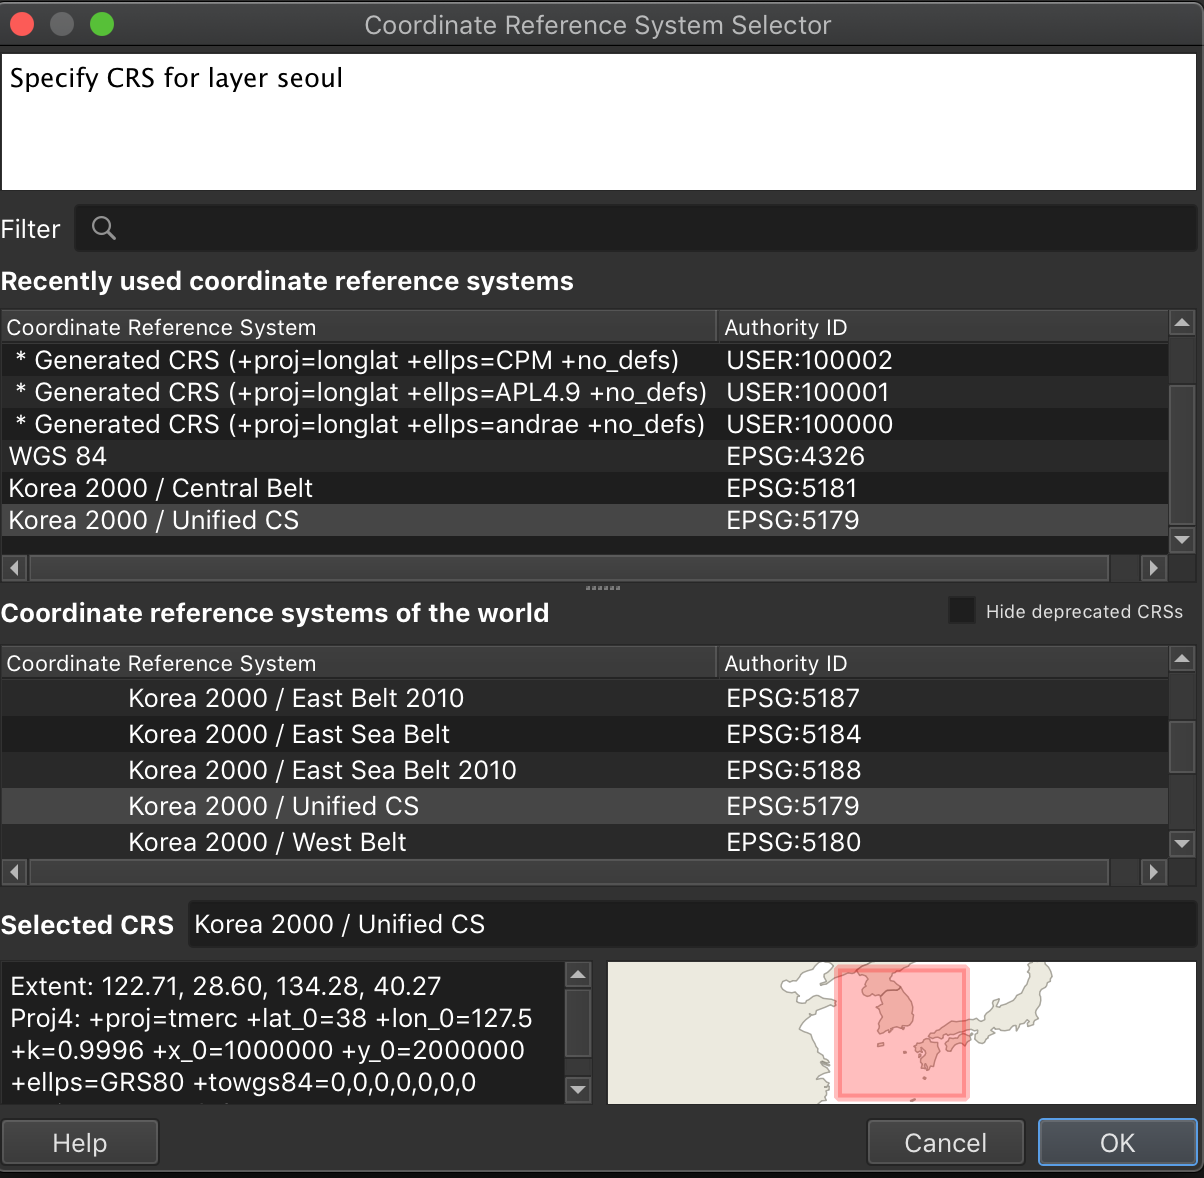 Coordinate Reference System Selector
Specify CRS for layer seoul
Filter
Recently used coordinate reference systems
Coordinate Reference System Authority ID
* Generated CRS (+proj=longlat +ellps=CPM +no_defs) USER:100002
* Generated CRS (+proj=longlat +ellps=APL4.9 +no_defs) USER:100001
* Generated CRS (+proj=longlat +ellps=andrae +no_defs) USER:100000
WGS 84 EPSG:4326
Korea 2000 / Central Belt EPSG:5181
Korea 2000 / Unified CS EPSG:5179
Coordinate reference systems of the world Hide deprecated CRSs
Coordinate Reference System Authority ID
Korea 2000 / East Belt 2010 EPSG:5187
Korea 2000 / East Sea Belt EPSG:5184
Korea 2000 / East Sea Belt 2010 EPSG:5188
Korea 2000 / Unified CS EPSG:5179
Korea 2000 / West Belt EPSG:5180
Selected CRS Korea 2000 / Unified CS
Extent: 122.71, 28.60, 134.28, 40.27
Proj4: +proj=tmerc +lat_0=38 +lon_0=127.5
+k=0.9996 +x_0=1000000 +y_0=2000000
+ellps=GRS80 +towgs84=0,0,0,0,0,0,0
Help Cancel OK